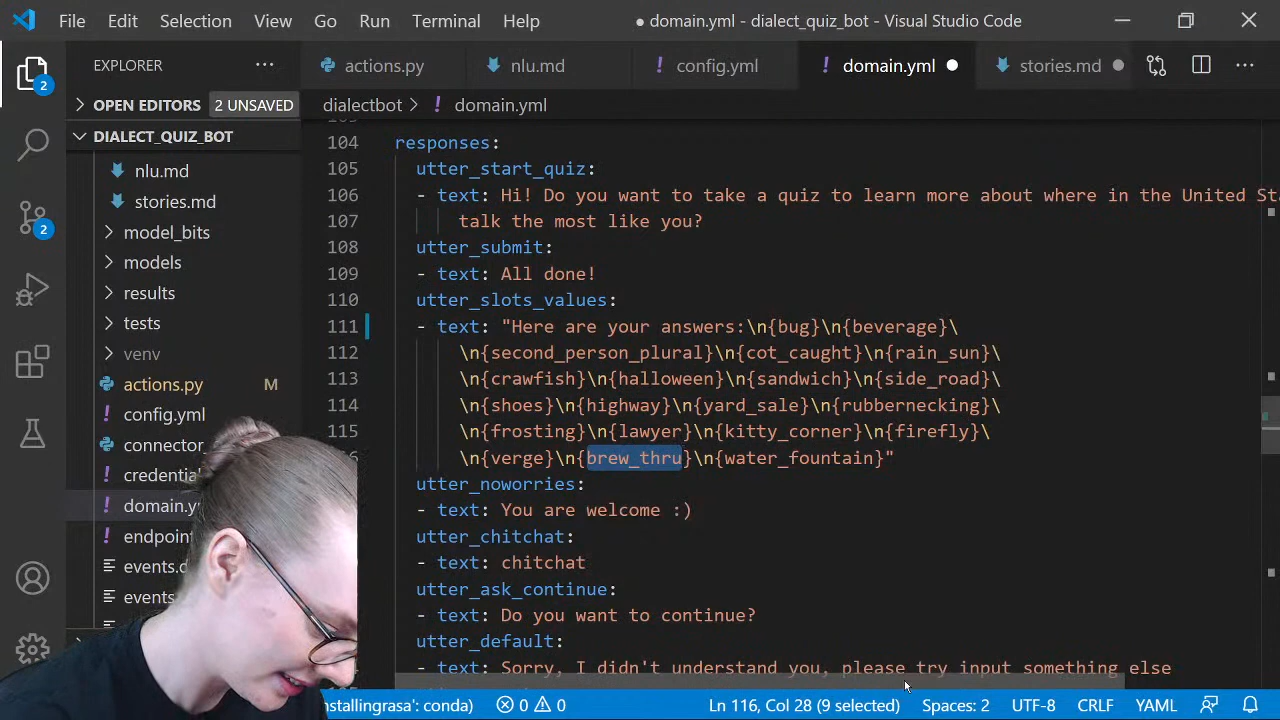 File Edit Selection View Go Run Terminal Help ● domain.yml - dialect_quiz_bot - Visual Studio Code
EXPLORER
2
OPEN EDITORS 2 UNSAVED
DIALECT_QUIZ_BOT
nlu.md
stories.md
model_bits
models
results
tests
venv
actions.py M
config.yml
connector
domain.y
endpoint
events.d
events
2
actions.py nlu.md ! config.yml ! domain.yml ● stories.md ●
dialectbot > ! domain.yml
104 responses:
105 utter_start_quiz:
106 - text: Hi! Do you want to take a quiz to learn more about where in the United Sta
107 talk the most like you?
108 utter_submit:
109 - text: All done!
110 utter_slots_values:
111 - text: "Here are your answers:\n{bug}\n{beverage}\
112 \n{second_person_plural}\n{cot_caught}\n{rain_sun}\
113 \n{crawfish}\n{halloween}\n{sandwich}\n{side_road}\
114 \n{shoes}\n{highway}\n{yard_sale}\n{rubbernecking}\
115 \n{frosting}\n{lawyer}\n{kitty_corner}\n{firefly}\
\n{verge}\n{brew_thru}\n{water_fountain}"
utter_noworries:
- text: You are welcome :)
utter_chitchat:
- text: chitchat
utter_ask_continue:
- text: Do you want to continue?
utter_default:
- text: Sorry, I didn't understand you, please try input something else
nstallingrasa': conda) 0 0 Ln 116, Col 28 (9 selected) Spaces: 2 UTF-8 CRLF YAML